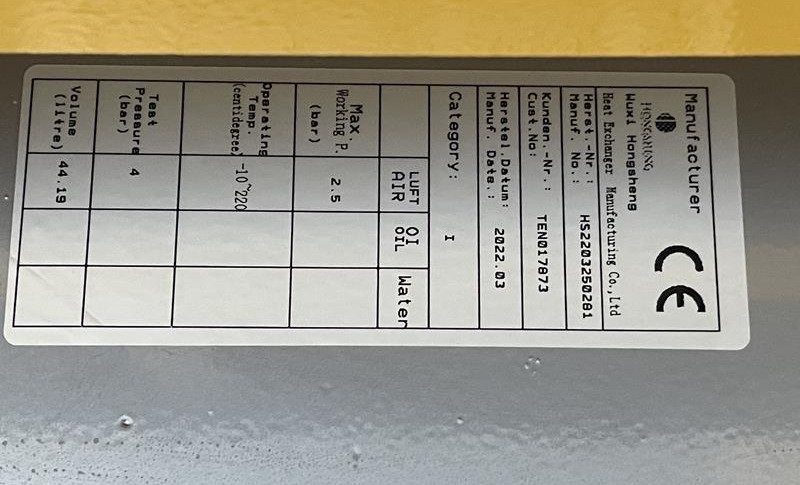 Manufacturer
CE
HONGSHENG
Wuxi Hongsheng
Heat Exchanger Manufacturing Co.,Ltd
Herst.-Nr.: HS2203250281
Manuf. No.:
Kunden.-Nr.: TEN017873
Cust.No:
Herstel.Datum: 2022.03
Manuf. Date.:
Category: I
LUFT OI Water
AIR OIL
Max. 2.5
Working P.
(bar)
Operating -10~220
Temp.
(centidegree)
Test 4
Pressure
(bar)
Volume 44.19
(litre)